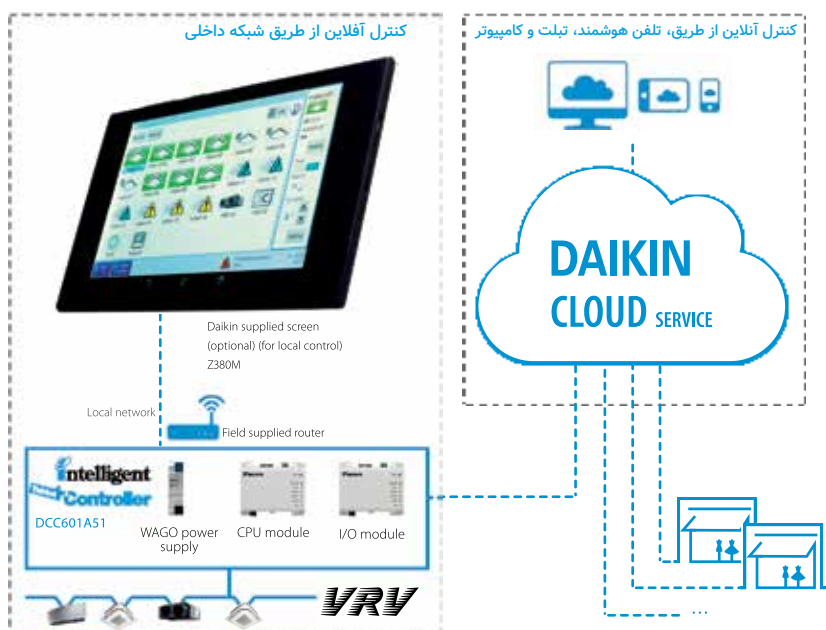 کنترل آفلاین از طریق شبکه داخلی
کنترل آنلاین از طریق، تلفن هوشمند، تبلت و کامپیوتر
DAIKIN
CLOUD SERVICE
Daikin supplied screen
(optional) (for local control)
Z380M
Local network
Field supplied router
intelligent
Controller
DCC601A51
WAGO power
supply
CPU module
I/O module
VRV
...